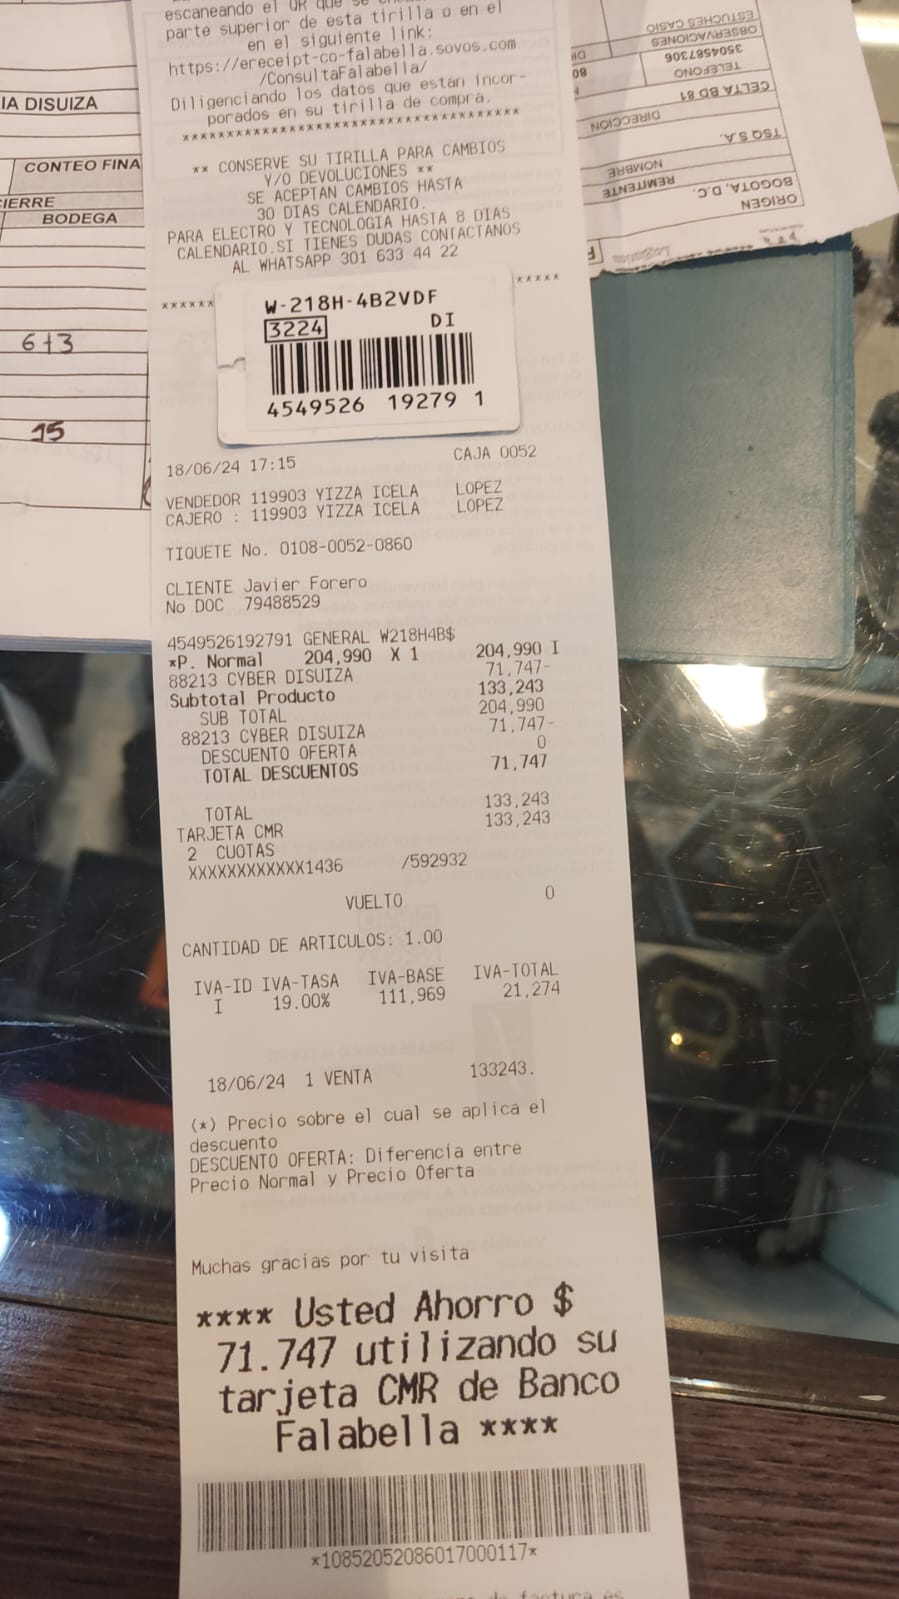 escaneando el QR que se
parte superior de esta tirilla o en el
en el siguiente link:
https://ereceipt-co-falabella.sovos.com
/ConsultaFalabella/
Diligenciando los datos que estan incor-
porados en su tirilla de compra.
************************************
** CONSERVE SU TIRILLA PARA CAMBIOS
Y/O DEVOLUCIONES **
SE ACEPTAN CAMBIOS HASTA
30 DIAS CALENDARIO.
PARA ELECTRO Y TECNOLOGIA HASTA 8 DIAS
CALENDARIO.SI TIENES DUDAS CONTACTANOS
AL WHATSAPP 301 633 44 22
W-218H-4B2VDF
3224 DI
4549526 19279 1
18/06/24 17:15 CAJA 0052
VENDEDOR 119903 YIZZA ICELA LOPEZ
CAJERO : 119903 YIZZA ICELA LOPEZ
TIQUETE No. 0108-0052-0860
CLIENTE Javier Forero
No DOC 79488529
4549526192791 GENERAL W218H4B$
*P. Normal 204,990 X 1 204,990 I
88213 CYBER DISUIZA 71,747-
Subtotal Producto 133,243
SUB TOTAL 204,990
88213 CYBER DISUIZA 71,747-
DESCUENTO OFERTA 0
TOTAL DESCUENTOS 71,747
TOTAL 133,243
TARJETA CMR 133,243
2 CUOTAS
XXXXXXXXXXXX1436 /592932
VUELTO 0
CANTIDAD DE ARTICULOS: 1.00
IVA-ID IVA-TASA IVA-BASE IVA-TOTAL
I 19.00% 111,969 21,274
18/06/24 1 VENTA 133243.
(*) Precio sobre el cual se aplica el
descuento
DESCUENTO OFERTA: Diferencia entre
Precio Normal y Precio Oferta
Muchas gracias por tu visita
**** Usted Ahorro $
71.747 utilizando su
tarjeta CMR de Banco
Falabella ****
*10852052086017000117*
de factura es
IA DISUIZA
CONTEO FINA
IERRE
BODEGA
6+3
15
ESTUCHES CASIO
OBSERVACIONES
3504587306
TELEFONO
CELTA BD 81
DIRECCION
TSQ S.A.
NOMBRE
REMITENTE
BOGOTA, D.C.
ORIGEN